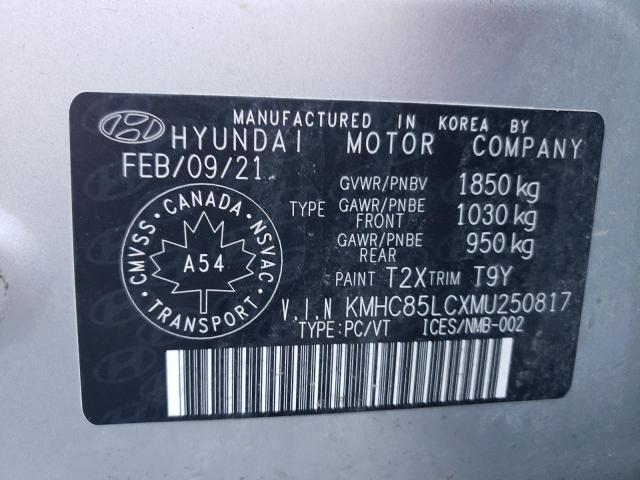 MANUFACTURED IN KOREA BY
HYUNDAI MOTOR COMPANY
FEB/09/21
GVWR/PNBV 1850 kg
TYPE GAWR/PNBE FRONT 1030 kg
GAWR/PNBE REAR 950 kg
PAINT T2X TRIM T9Y
V.I.N KMHC85LCXMU250817
TYPE:PC/VT ICES/NMB-002
CMVSS · CANADA · NSVAC
A54
TRANSPORT